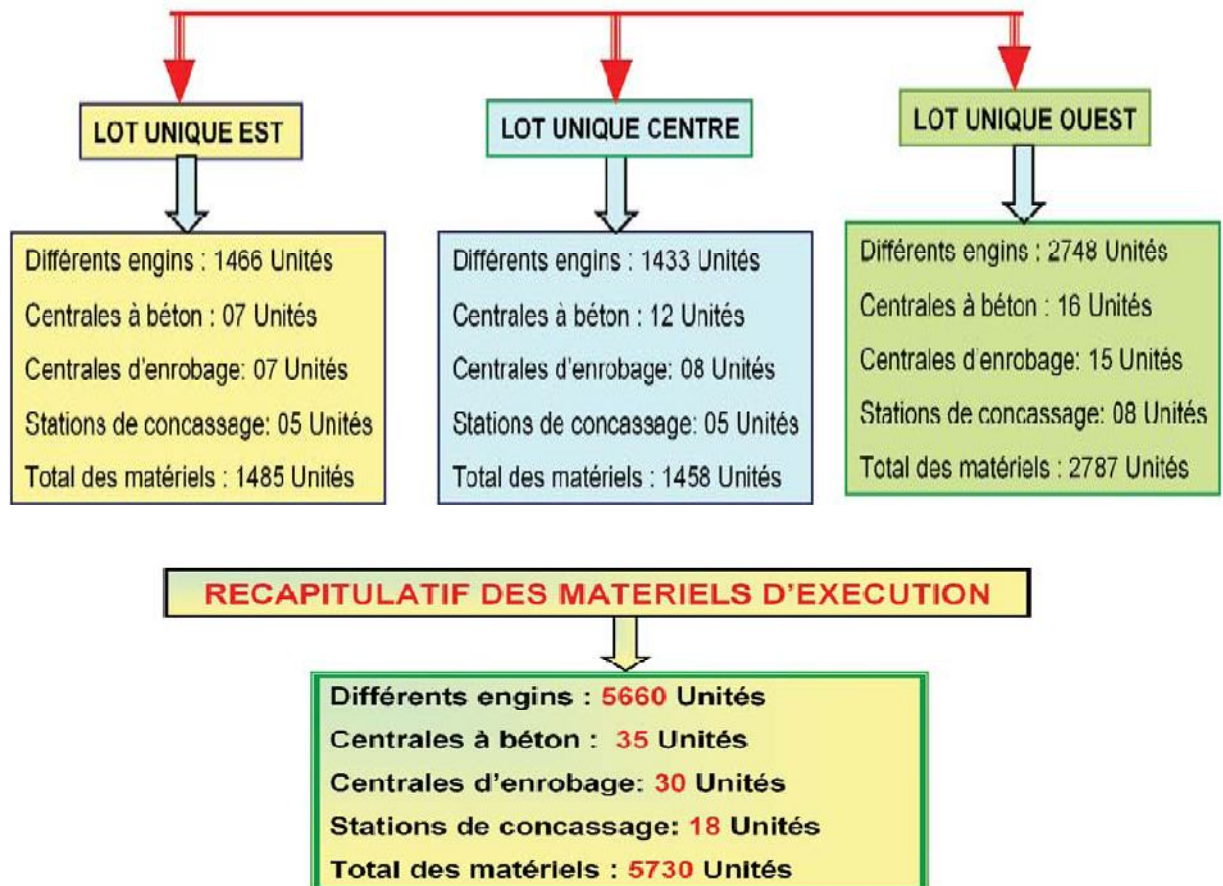 LOT UNIQUE EST
Différents engins : 1466 Unités
Centrales à béton : 07 Unités
Centrales d'enrobage: 07 Unités
Stations de concassage: 05 Unités
Total des matériels : 1485 Unités
LOT UNIQUE CENTRE
Différents engins : 1433 Unités
Centrales à béton : 12 Unités
Centrales d'enrobage: 08 Unités
Stations de concassage: 05 Unités
Total des matériels : 1458 Unités
LOT UNIQUE OUEST
Différents engins : 2748 Unités
Centrales à béton : 16 Unités
Centrales d'enrobage: 15 Unités
Stations de concassage: 08 Unités
Total des matériels : 2787 Unités
RECAPITULATIF DES MATERIELS D'EXECUTION
Différents engins : 5660 Unités
Centrales à béton : 35 Unités
Centrales d'enrobage: 30 Unités
Stations de concassage: 18 Unités
Total des matériels : 5730 Unités